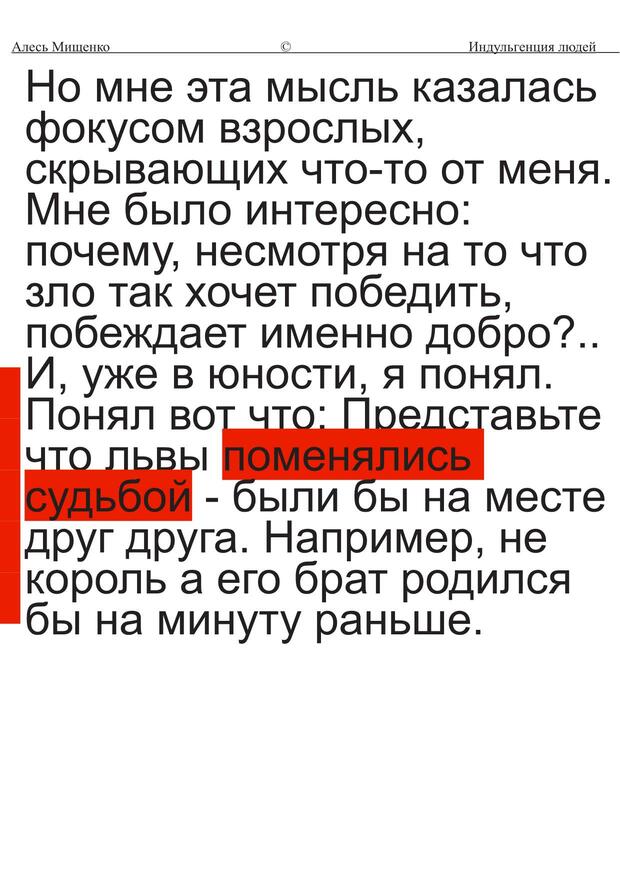 Алесь Мищенко © Индульгенция людей
Но мне эта мысль казалась
фокусом взрослых,
скрывающих что-то от меня.
Мне было интересно:
почему, несмотря на то что
зло так хочет победить,
побеждает именно добро?..
И, уже в юности, я понял.
Понял вот что: Представьте
что львы поменялись
судьбой - были бы на месте
друг друга. Например, не
король а его брат родился
бы на минуту раньше.